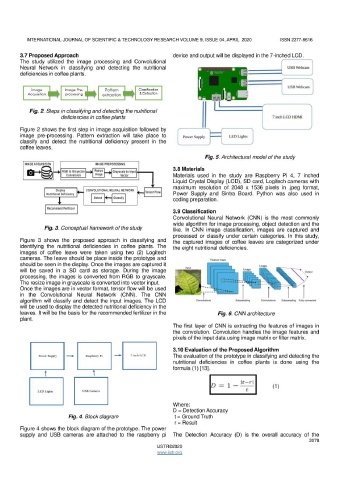 INTERNATIONAL JOURNAL OF SCIENTIFIC & TECHNOLOGY RESEARCH VOLUME 9, ISSUE 04, APRIL 2020
ISSN 2277-8616
3.7 Proposed Approach
The study utilized the image processing and Convolutional
Neural Network in classifying and detecting the nutritional
deficiencies in coffee plants.
Image Acquisition
Image Pre-processing
Pattern extraction
Classification & Detection
Fig. 2. Steps in classifying and detecting the nutritional
deficiencies in coffee plants
Figure 2 shows the first step in image acquisition followed by
image pre-processing. Pattern extraction will take place to
classify and detect the nutritional deficiency present in the
coffee leaves.
IMAGE ACQUISITION
IMAGE PREPROCESSING
RGB to Grayscale Conversion
Resize Image
Grayscale to Input Vector
CONVOLUTIONAL NEURAL NETWORK
Detect
Classify
TensorFlow
Display Nutritional Deficiency
Recommend Fertilizer
Fig. 3. Conceptual framework of the study
Figure 3 shows the proposed approach in classifying and
identifying the nutritional deficiencies in coffee plants. The
images of coffee leave were taken using two (2) Logitech
cameras. The leave should be place inside the prototype and
should be seen in the display. Once the images are captured it
will be saved in a SD card as storage. During the image
processing, the images is converted from RGB to grayscale.
The resize image in grayscale is converted into vector input.
Once the images are in vector format, tensor flow will be used
in the Convolutional Neural Network (CNN). The CNN
algorithm will classify and detect the input images. The LCD
will be used to display the detected nutritional deficiency in the
leaves. It will be the basis for the recommended fertilizer in the
plant.
Power Supply
Raspberry Pi
7 inch LCD
LED Lights
USB Camera
Fig. 4. Block diagram
Figure 4 shows the block diagram of the prototype. The power
supply and USB cameras are attached to the raspberry pi
device and output will be displayed in the 7-inched LCD.
USB Webcam
USB Webcam
7 inch LCD HDMI
Power Supply
LED Lights
Fig. 5. Architectural model of the study
3.8 Materials
Materials used in the study are Raspberry Pi 4, 7 inched
Liquid Crystal Display (LCD), SD card, Logitech cameras with
maximum resolution of 2048 x 1536 pixels in .jpeg format,
Power Supply and Sintra Board. Python was also used in
coding preparation.
3.9 Classification
Convolutional Neural Network (CNN) is the most commonly
wide algorithm for image processing, object detection and the
like. In CNN image classification, images are captured and
processed or classify under certain categories. In this study,
the captured images of coffee leaves are categorized under
the eight nutritional deficiencies.
Fig. 6. CNN architecture
The first layer of CNN is extracting the features of images in
the convolution. Convolution handles the image features and
pixels of the input data using image matrix or filter matrix.
3.10 Evaluation of the Proposed Algorithm
The evaluation of the prototype in classifying and detecting the
nutritional deficiencies in coffee plants is done using the
formula (1) [13].
D = 1 − |t−r| / t (1)
Where:
D = Detection Accuracy
t = Ground Truth
r = Result
The Detection Accuracy (D) is the overall accuracy of the
2078
IJSTR©2020
www.ijstr.org